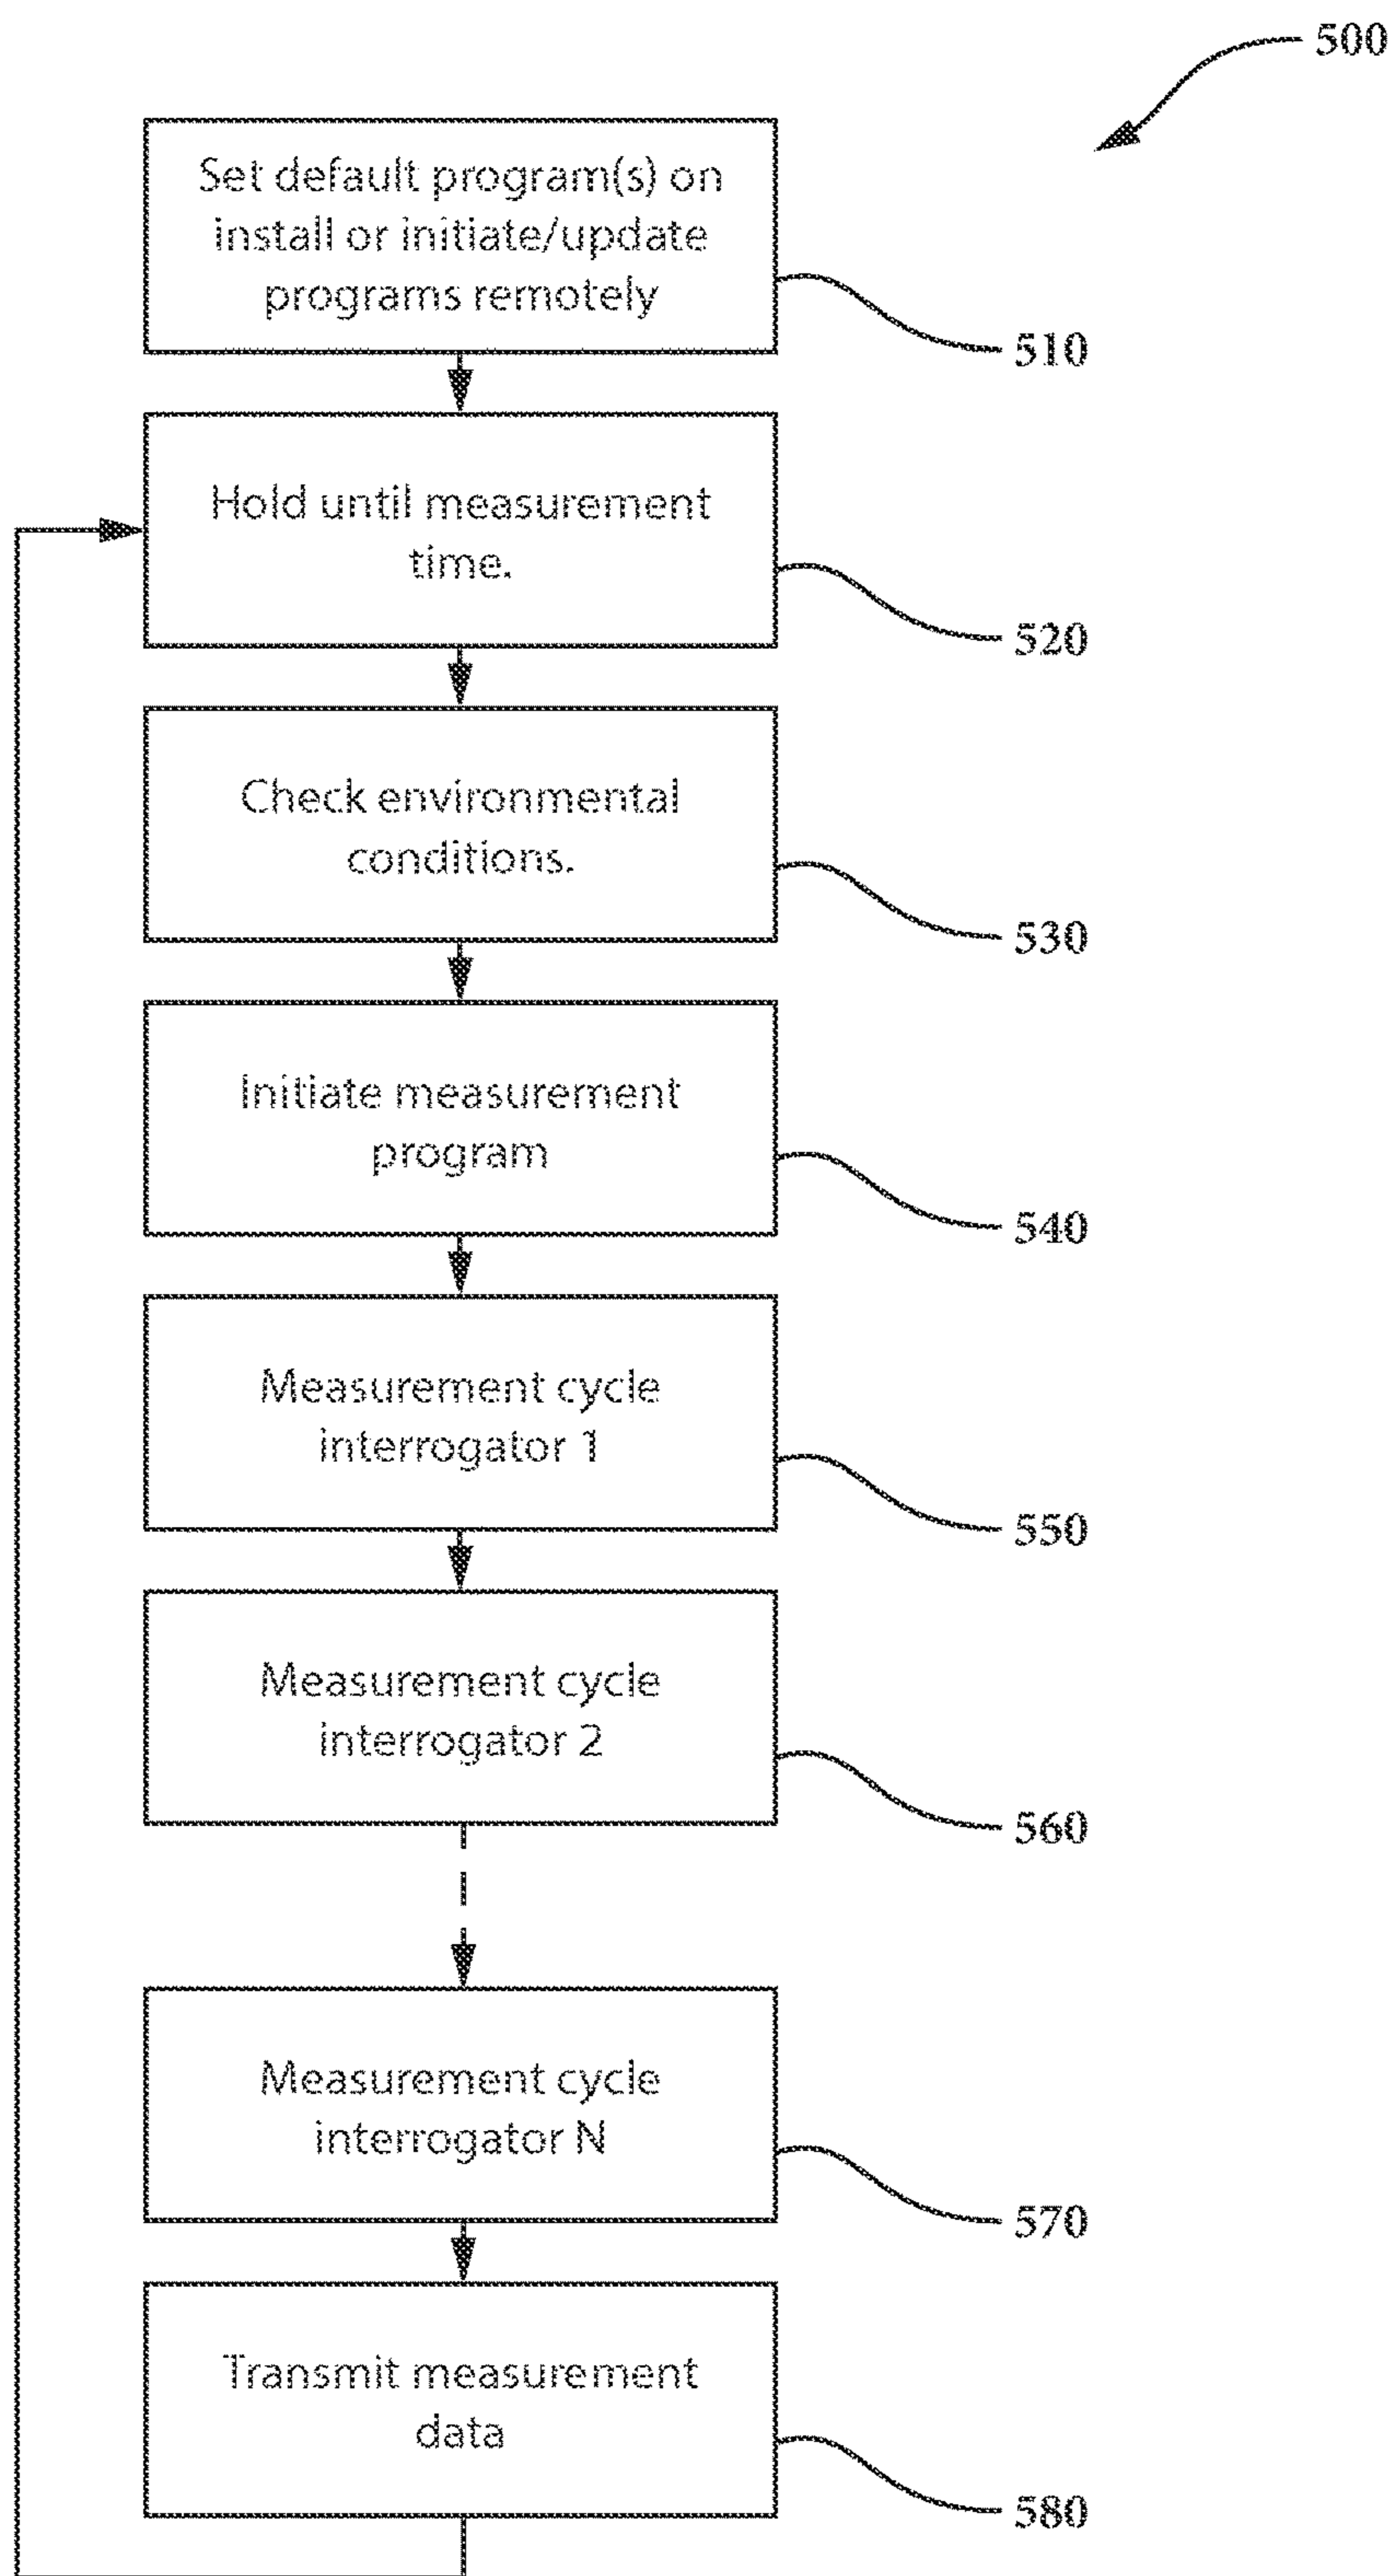 500
Set default program(s) on
install or initiate/update
programs remotely
510
Hold until measurement
time.
520
Check environmental
conditions.
530
Initiate measurement
program
540
Measurement cycle
interrogator 1
550
Measurement cycle
interrogator 2
560
Measurement cycle
interrogator N
570
Transmit measurement
data
580